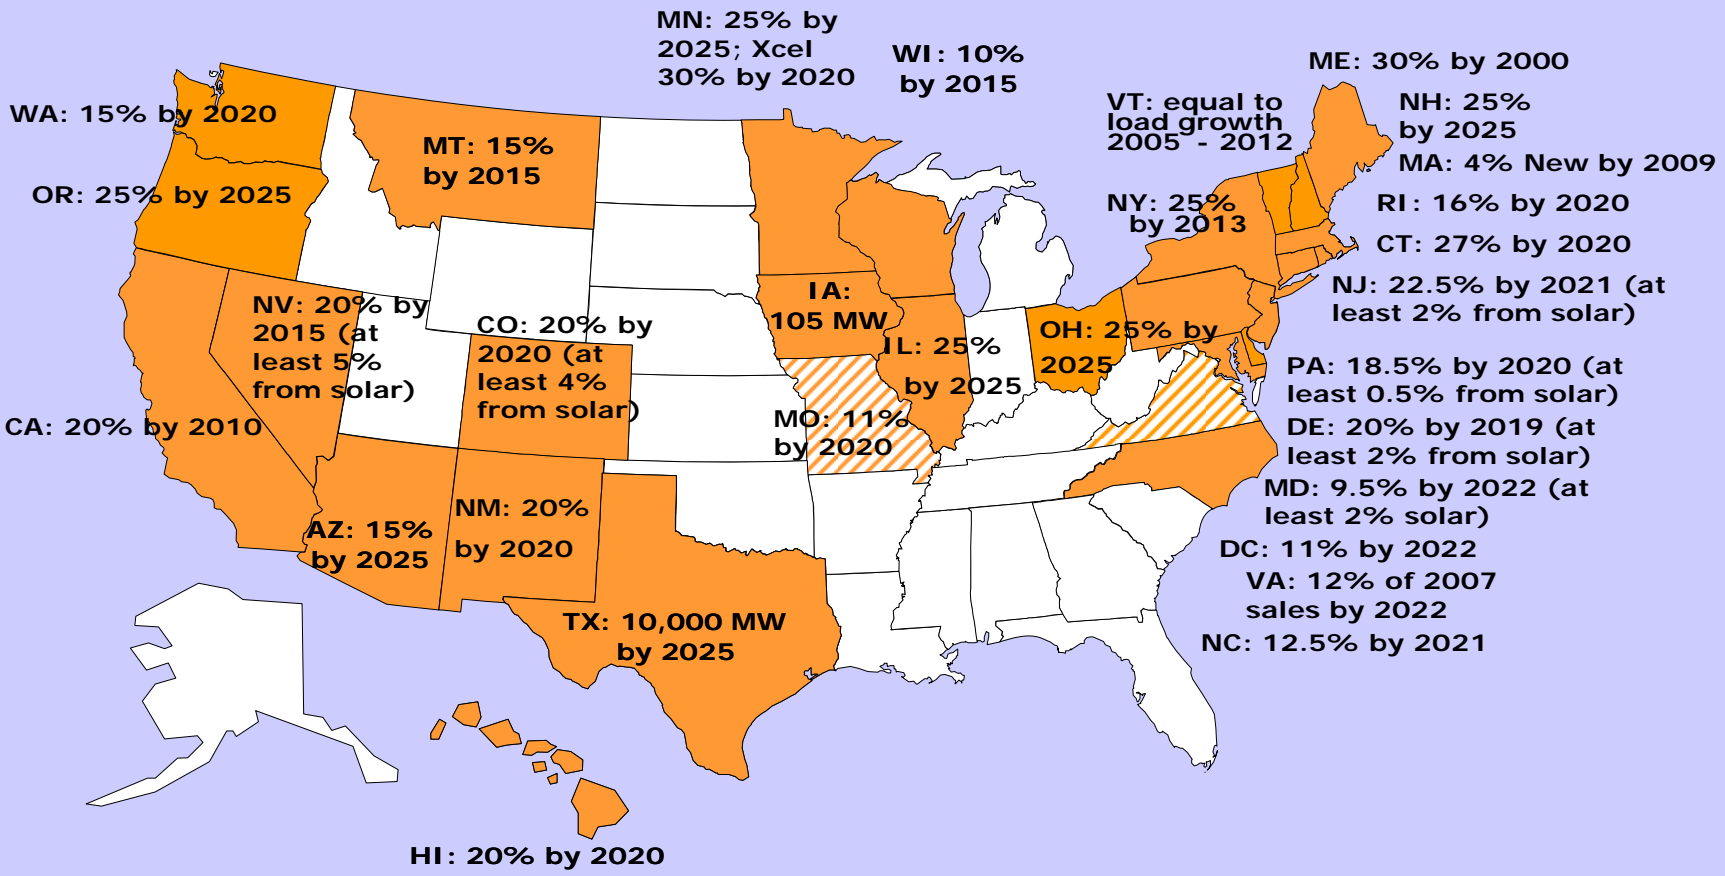 MN: 25% by
2025; Xcel
30% by 2020
WI: 10%
by 2015
ME: 30% by 2000
VT: equal to
load growth
2005 - 2012
NH: 25%
by 2025
WA: 15% by 2020
MT: 15%
by 2015
MA: 4% New by 2009
OR: 25% by 2025
NY: 25%
by 2013
RI: 16% by 2020
CT: 27% by 2020
NJ: 22.5% by 2021 (at
least 2% from solar)
NV: 20% by
2015 (at
least 5%
from solar)
CO: 20% by
2020 (at
least 4%
from solar)
IA:
105 MW
IL: 25%
by 2025
OH: 25% by
2025
PA: 18.5% by 2020 (at
least 0.5% from solar)
CA: 20% by 2010
MO: 11%
by 2020
DE: 20% by 2019 (at
least 2% from solar)
MD: 9.5% by 2022 (at
least 2% solar)
AZ: 15%
by 2025
NM: 20%
by 2020
DC: 11% by 2022
VA: 12% of 2007
sales by 2022
TX: 10,000 MW
by 2025
NC: 12.5% by 2021
HI: 20% by 2020